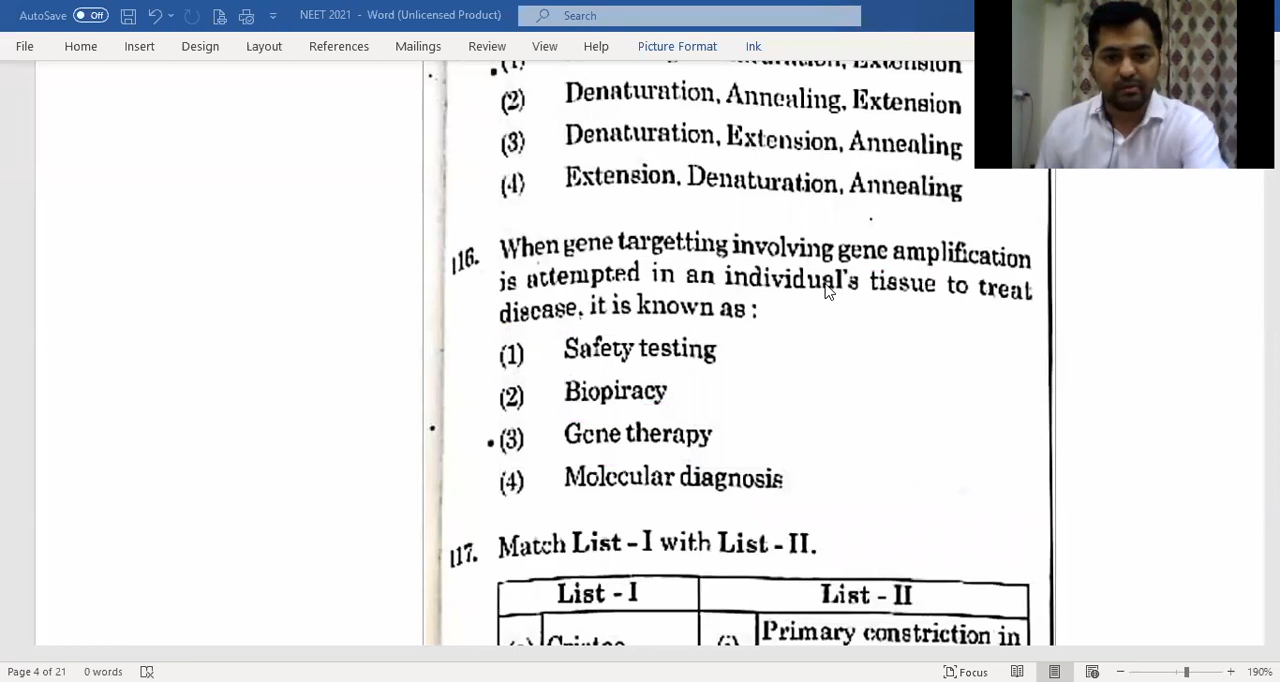 AutoSave Off NEET 2021 - Word (Unlicensed Product) Search
File Home Insert Design Layout References Mailings Review View Help Picture Format Ink
(1) Extension
(2) Denaturation, Annealing, Extension
(3) Denaturation, Extension, Annealing
(4) Extension, Denaturation, Annealing
116. When gene targetting involving gene amplification
is attempted in an individual's tissue to treat
disease, it is known as :
(1) Safety testing
(2) Biopiracy
(3) Gene therapy
(4) Molecular diagnosis
117. Match List - I with List - II.
List - I List - II
(i) Primary constriction in
Page 4 of 21 0 words Focus 190%